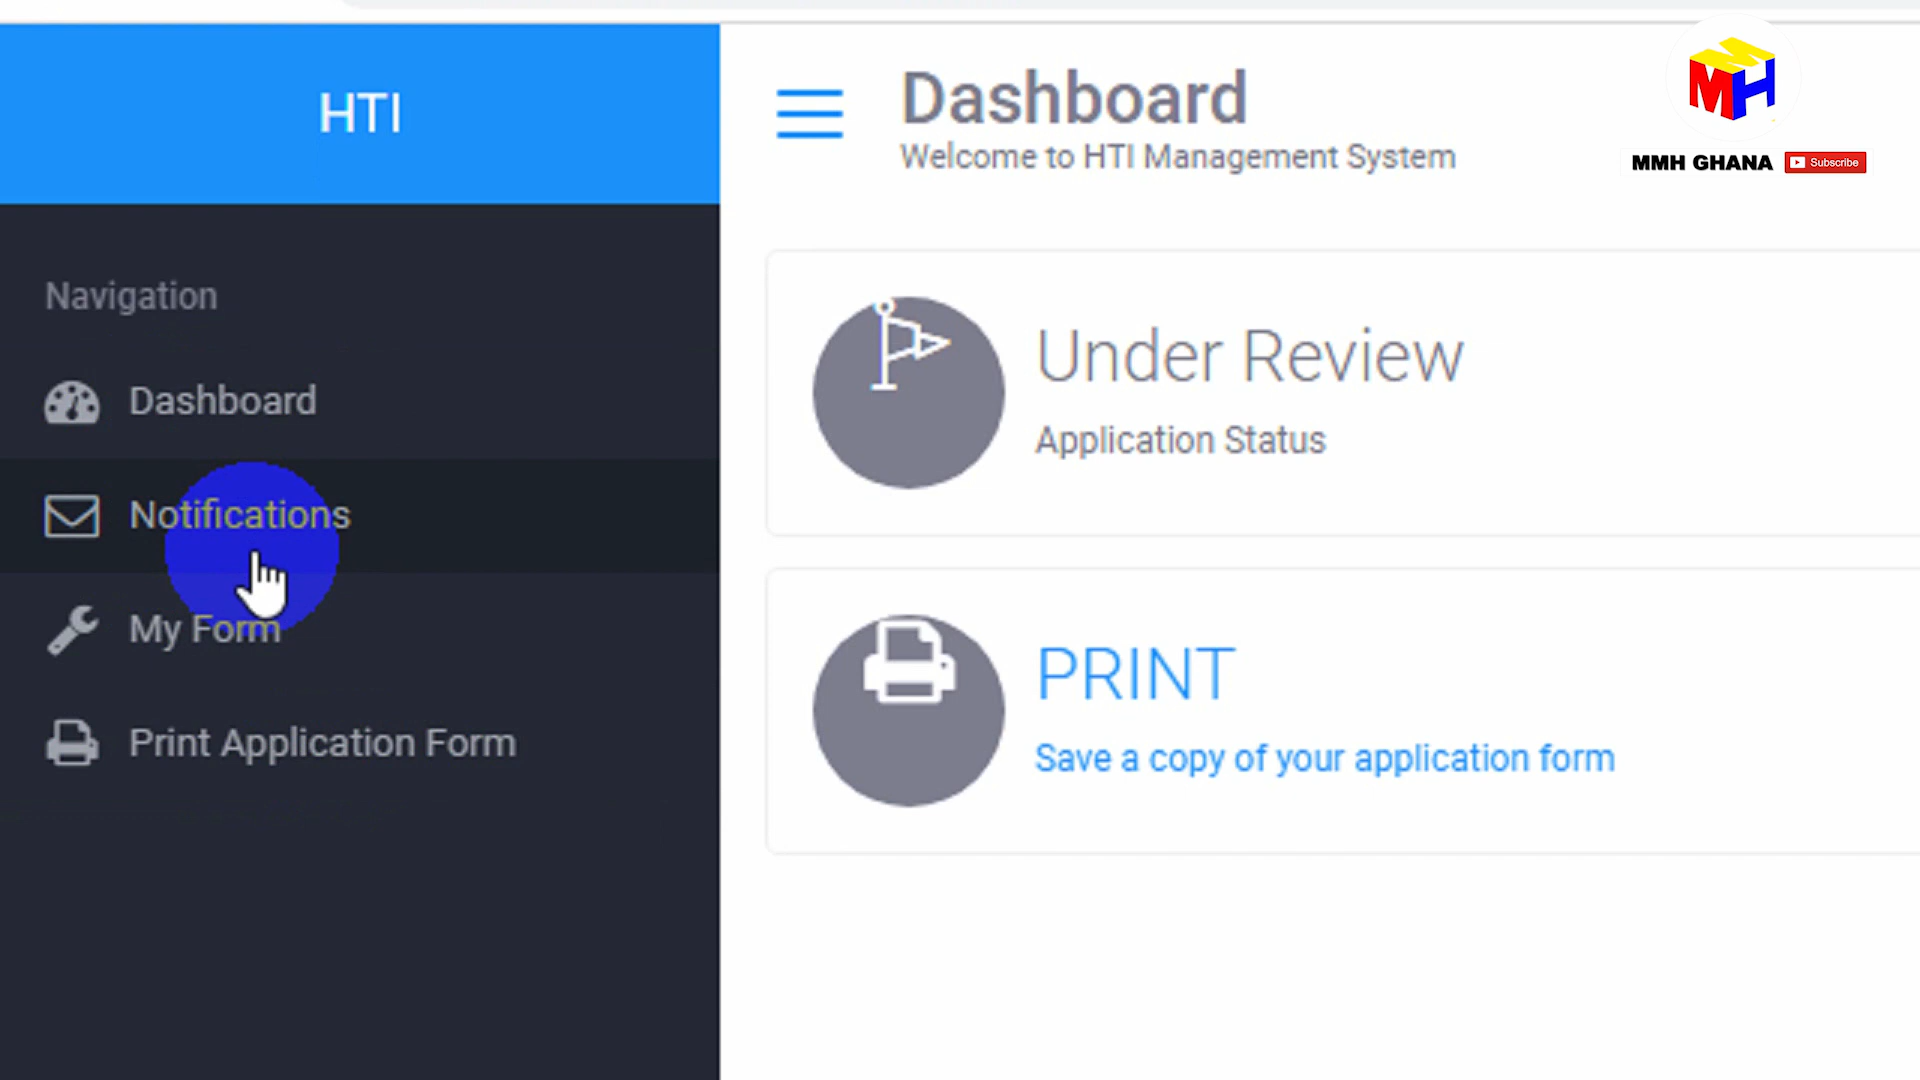 HTI
Navigation
Dashboard
Notifications
My Form
Print Application Form
Dashboard
Welcome to HTI Management System
MH
MMH GHANA
Subscribe
Under Review
Application Status
PRINT
Save a copy of your application form